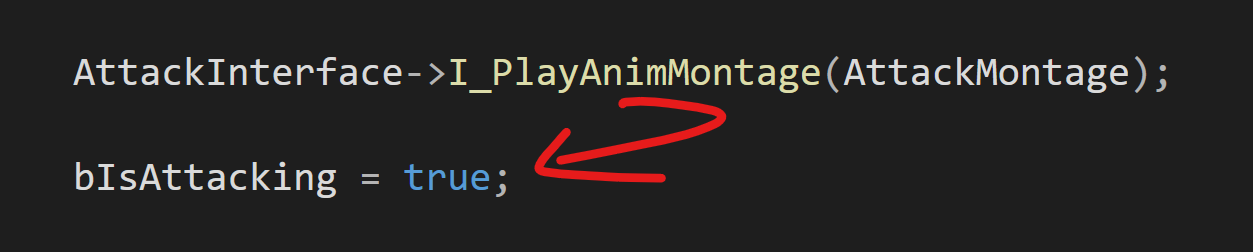 AttackInterface->I_PlayAnimMontage(AttackMontage);
bIsAttacking = true;